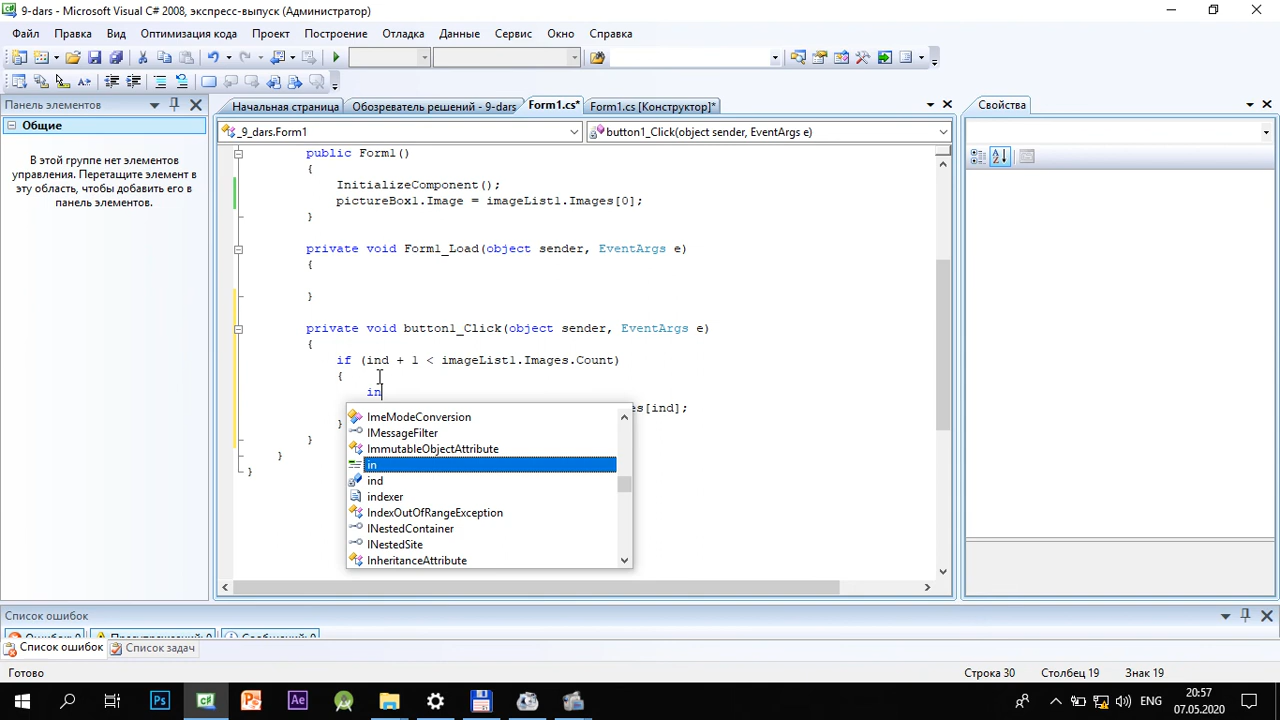 9-dars - Microsoft Visual C# 2008, экспресс-выпуск (Администратор)
Файл Правка Вид Оптимизация кода Проект Построение Отладка Данные Сервис Окно Справка
Панель элементов
Общие
В этой группе нет элементов
управления. Перетащите элемент в
эту область, чтобы добавить его в
панель элементов.
Начальная страница Обозреватель решений - 9-dars Form1.cs* Form1.cs [Конструктор]*
_9_dars.Form1 button1_Click(object sender, EventArgs e)
public Form1()
{
InitializeComponent();
pictureBox1.Image = imageList1.Images[0];
}
private void Form1_Load(object sender, EventArgs e)
{
}
private void button1_Click(object sender, EventArgs e)
{
if (ind + 1 < imageList1.Images.Count)
{
in
es[ind];
}
}
}
}
ImeModeConversion
IMessageFilter
ImmutableObjectAttribute
in
ind
indexer
IndexOutOfRangeException
INestedContainer
INestedSite
InheritanceAttribute
Свойства
Список ошибок
Список ошибок Список задач
Готово Строка 30 Столбец 19 Знак 19
ENG
20:57
07.05.2020